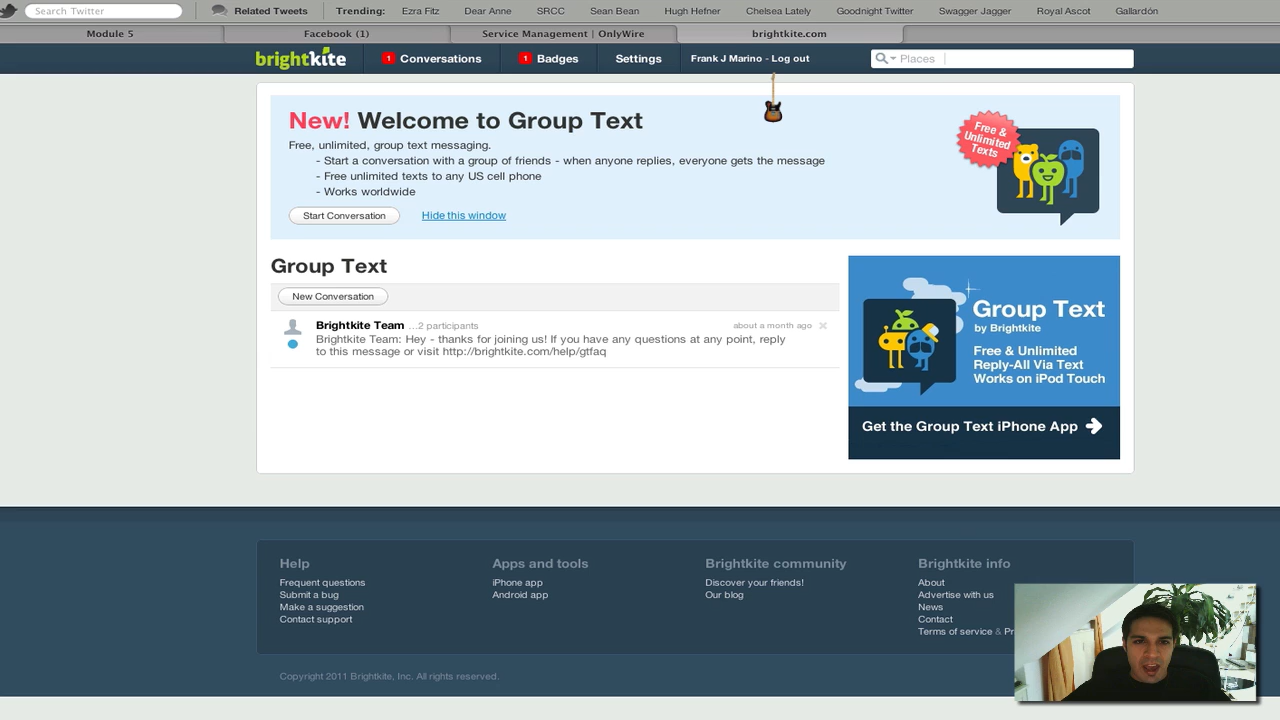 Search Twitter Related Tweets Trending: Ezra Fitz Dear Anne SRCC Sean Bean Hugh Hefner Chelsea Lately Goodnight Twitter Swagger Jagger Royal Ascot Gallardón
Module 5 Facebook (1) Service Management | OnlyWire brightkite.com
brightkite 1 Conversations 1 Badges Settings Frank J Marino - Log out Places
New! Welcome to Group Text
Free, unlimited, group text messaging.
- Start a conversation with a group of friends - when anyone replies, everyone gets the message
- Free unlimited texts to any US cell phone
- Works worldwide
Start Conversation Hide this window
Free &
Unlimited
Texts
Group Text
New Conversation
Brightkite Team ...2 participants about a month ago
Brightkite Team: Hey - thanks for joining us! If you have any questions at any point, reply
to this message or visit http://brightkite.com/help/gtfaq
Group Text
by Brightkite
Free & Unlimited
Reply-All Via Text
Works on iPod Touch
Get the Group Text iPhone App
Help
Frequent questions
Submit a bug
Make a suggestion
Contact support
Apps and tools
iPhone app
Android app
Brightkite community
Discover your friends!
Our blog
Brightkite info
About
Advertise with us
News
Contact
Terms of service & Pr
Copyright 2011 Brightkite, Inc. All rights reserved.